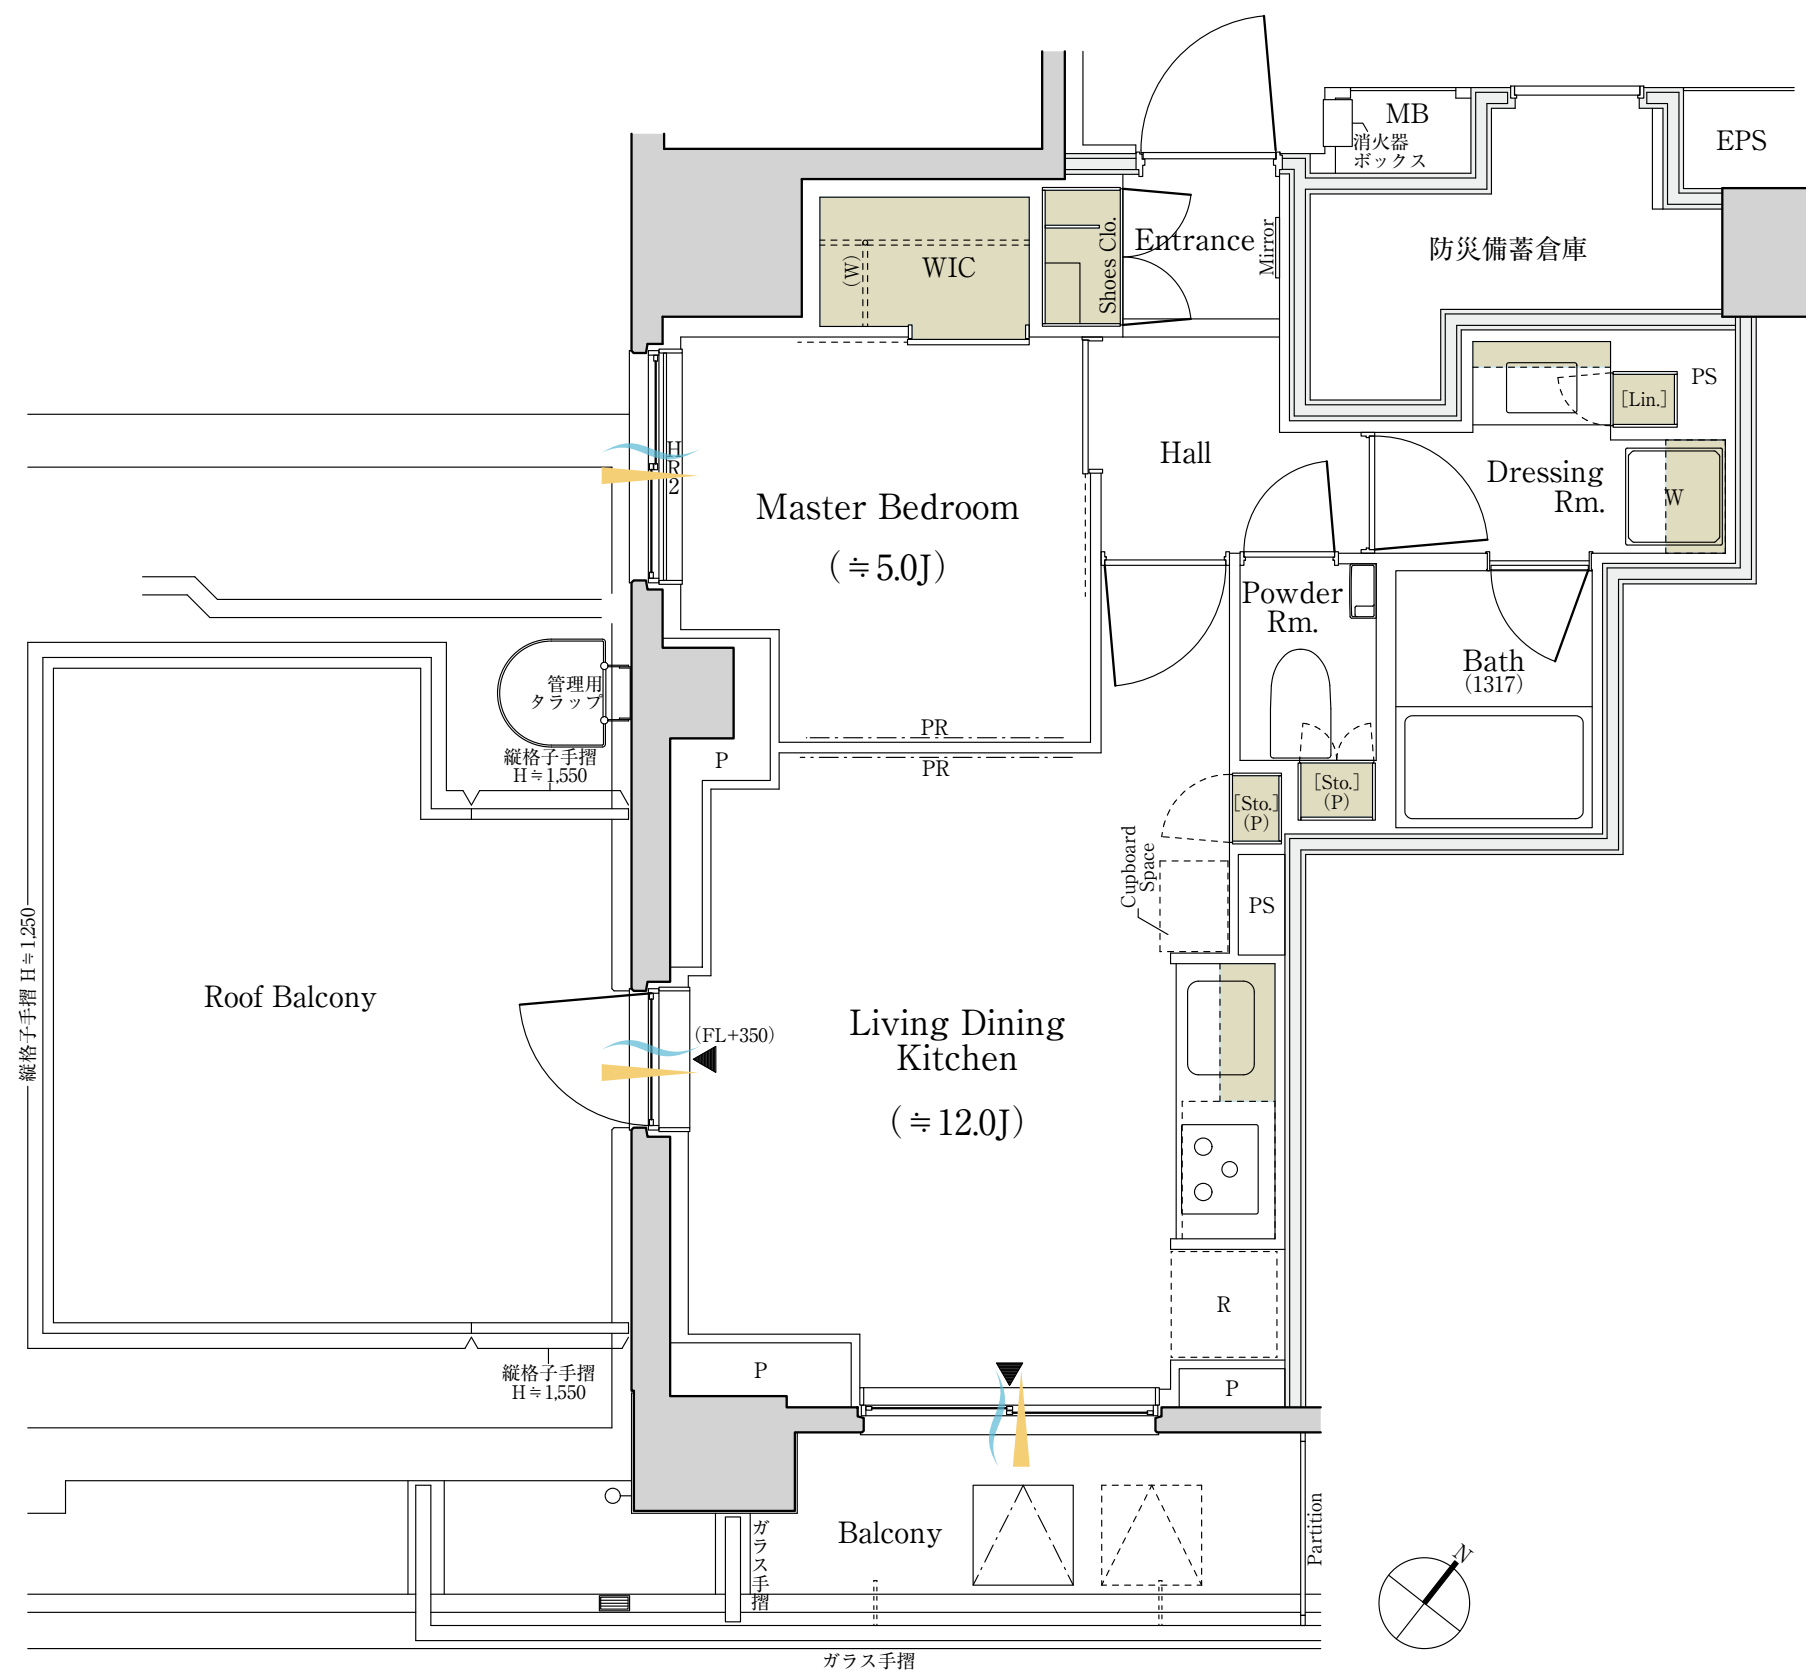 MB
消火器
ボックス
EPS
Entrance
Mirror
Shoes Clo.
WIC
(W)
防災備蓄倉庫
PS
[Lin.]
HR2
Hall
Dressing
Rm.
W
Master Bedroom
(≒5.0J)
Powder
Rm.
Bath
(1317)
管理用
タラップ
縦格子手摺
H≒1,550
P
PR
PR
[Sto.]
(P)
[Sto.]
(P)
Cupboard
Space
PS
縦格子手摺 H≒1,250
Roof Balcony
(FL+350)
Living Dining
Kitchen
(≒12.0J)
R
縦格子手摺
H≒1,550
P
P
Balcony
ガラス手摺
Partition
N
ガラス手摺